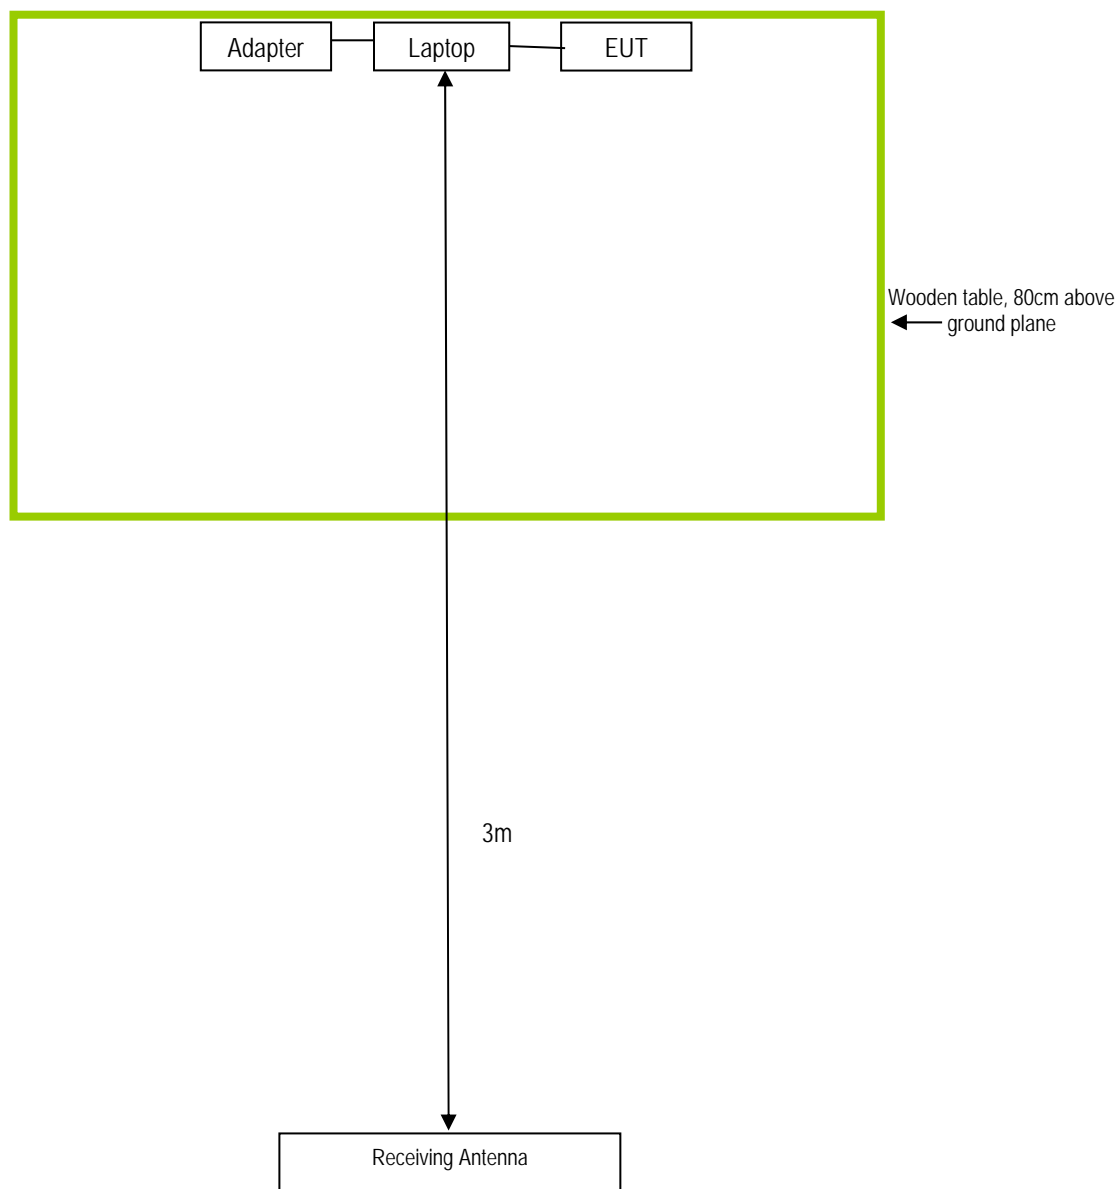 Adapter
Laptop
EUT
Wooden table, 80cm above
ground plane
3m
Receiving Antenna